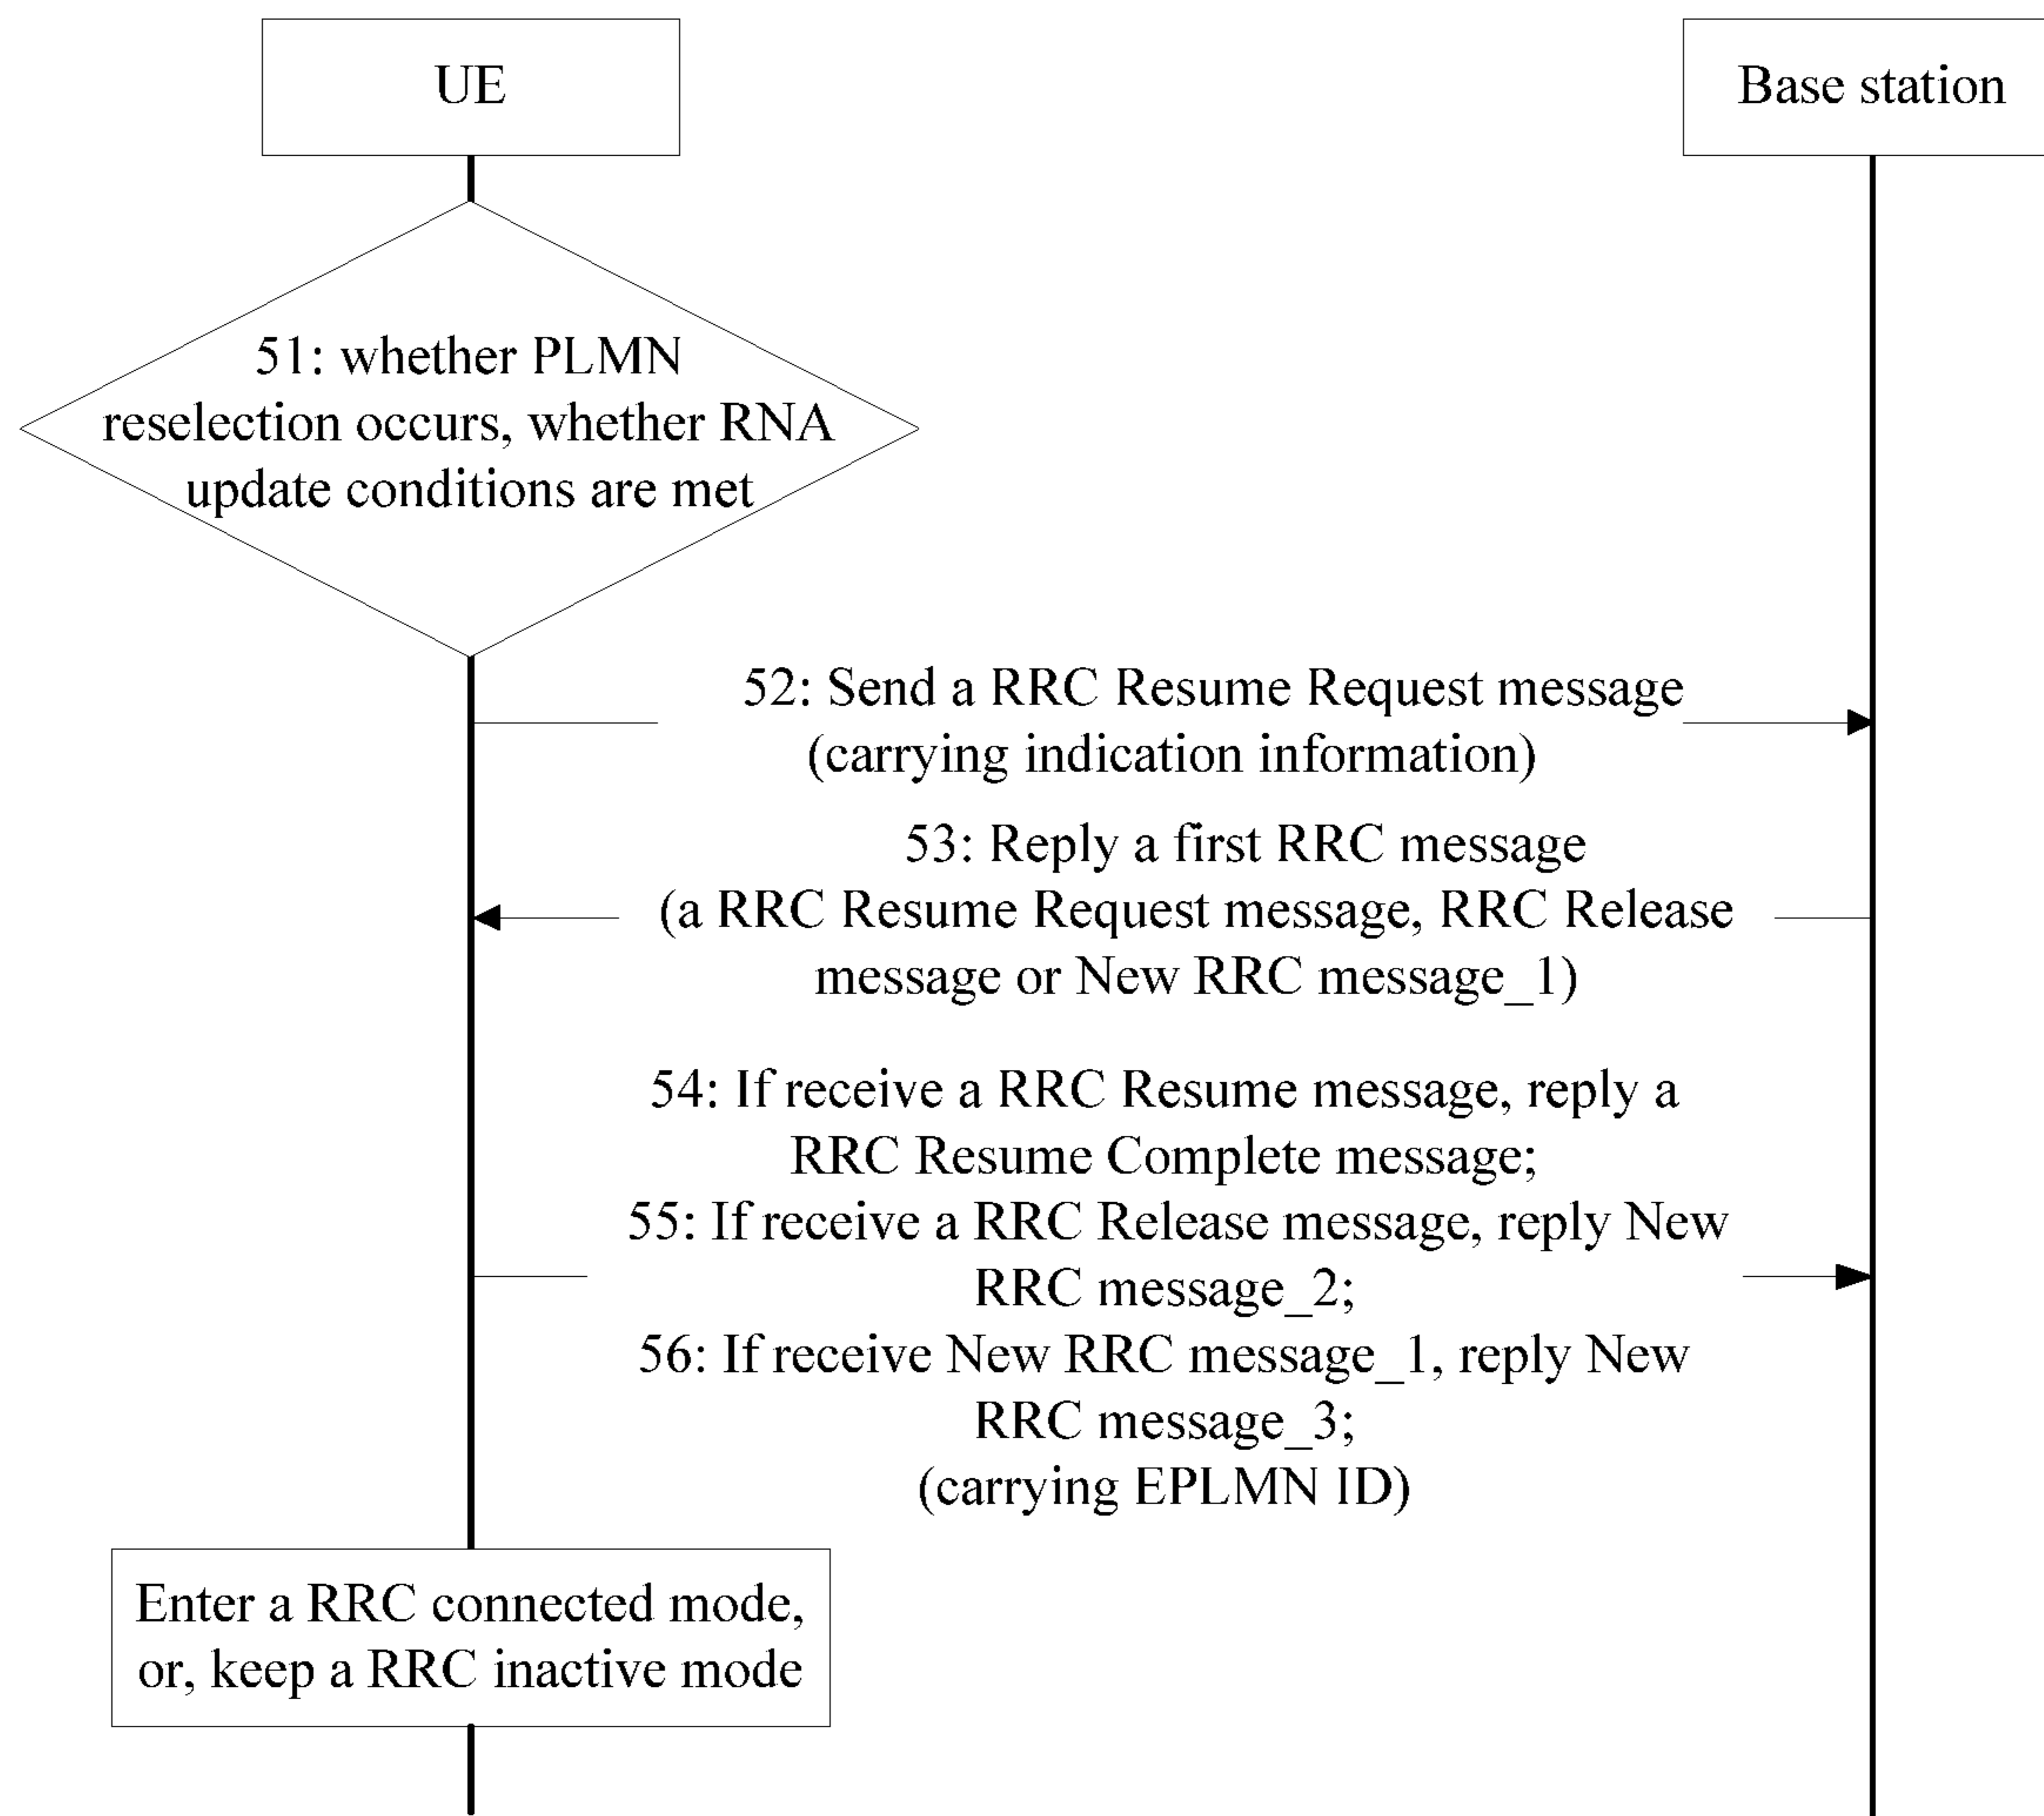 UE
Base station
51: whether PLMN
reselection occurs, whether RNA
update conditions are met
52: Send a RRC Resume Request message
(carrying indication information)
53: Reply a first RRC message
(a RRC Resume Request message, RRC Release
message or New RRC message_1)
54: If receive a RRC Resume message, reply a
RRC Resume Complete message;
55: If receive a RRC Release message, reply New
RRC message_2;
56: If receive New RRC message_1, reply New
RRC message_3;
(carrying EPLMN ID)
Enter a RRC connected mode,
or, keep a RRC inactive mode